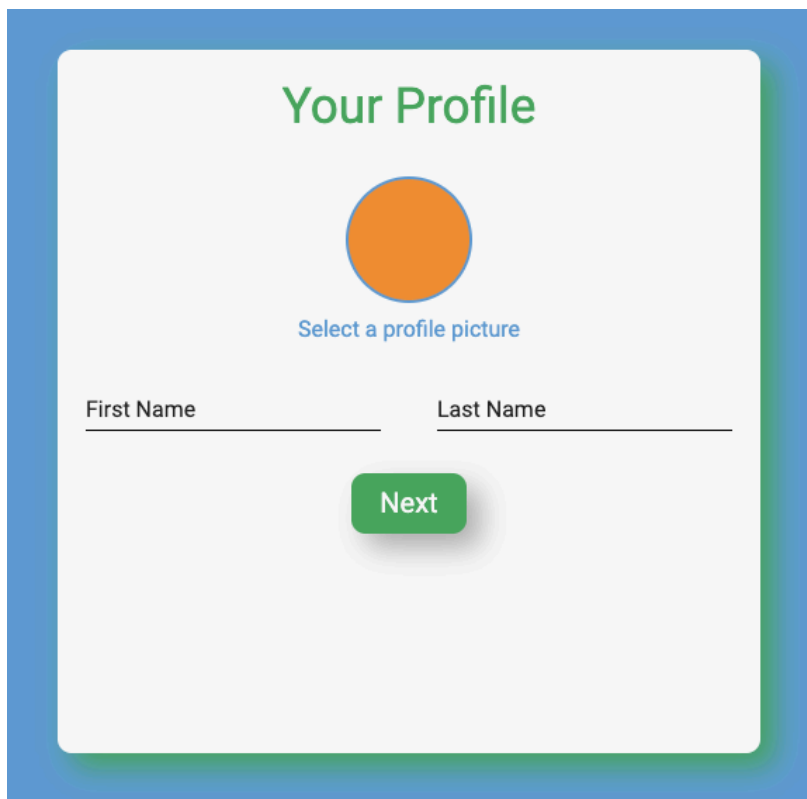 Your Profile
Select a profile picture
First Name
Last Name
Next